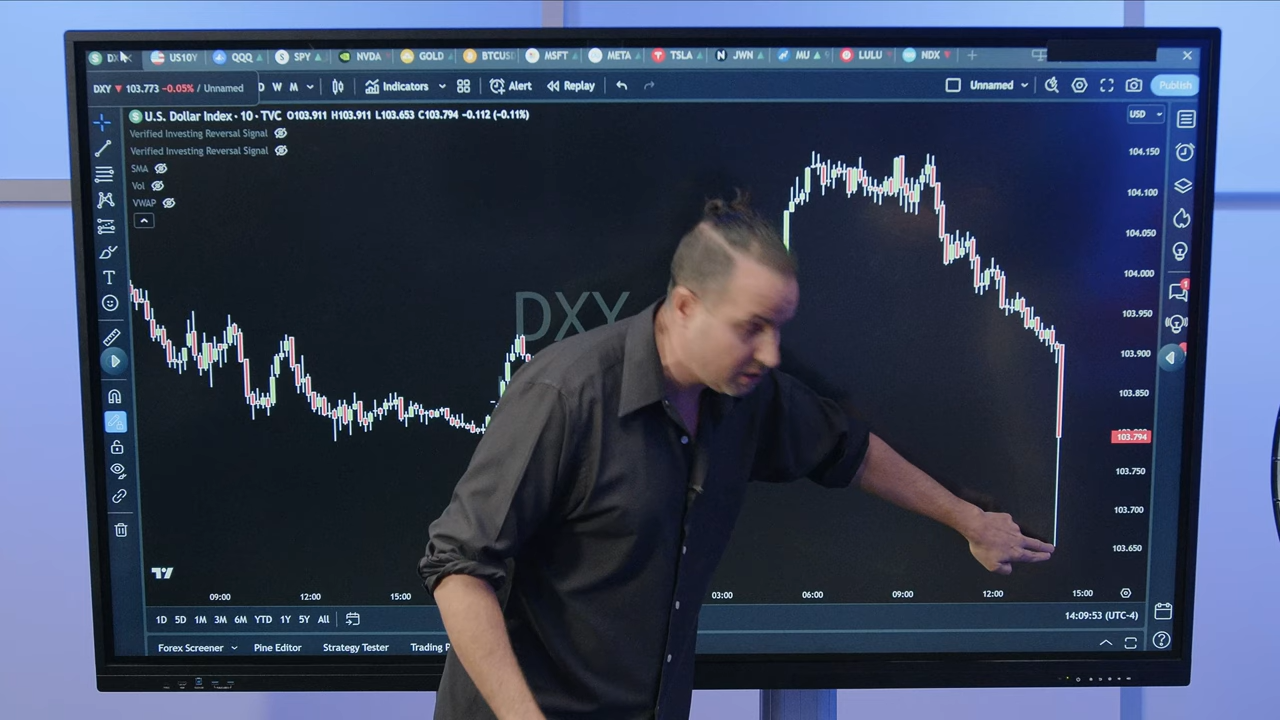 DXY US10Y QQQ SPY NVDA GOLD BTCUSD MSFT META TSLA JWN MU LULU NDX
DXY 103.773 -0.05% / Unnamed D W M Indicators Alert Replay Unnamed Publish
U.S. Dollar Index · 10 · TVC O103.911 H103.911 L103.653 C103.794 -0.112 (-0.11%) USD
Verified Investing Reversal Signal
Verified Investing Reversal Signal
SMA
Vol
VWAP
DXY
104.150
104.100
104.050
104.000
103.950
103.900
103.850
103.794
103.750
103.700
103.650
09:00 12:00 15:00 03:00 06:00 09:00 12:00 15:00
1D 5D 1M 3M 6M YTD 1Y 5Y All 14:09:53 (UTC-4)
Forex Screener Pine Editor Strategy Tester Trading